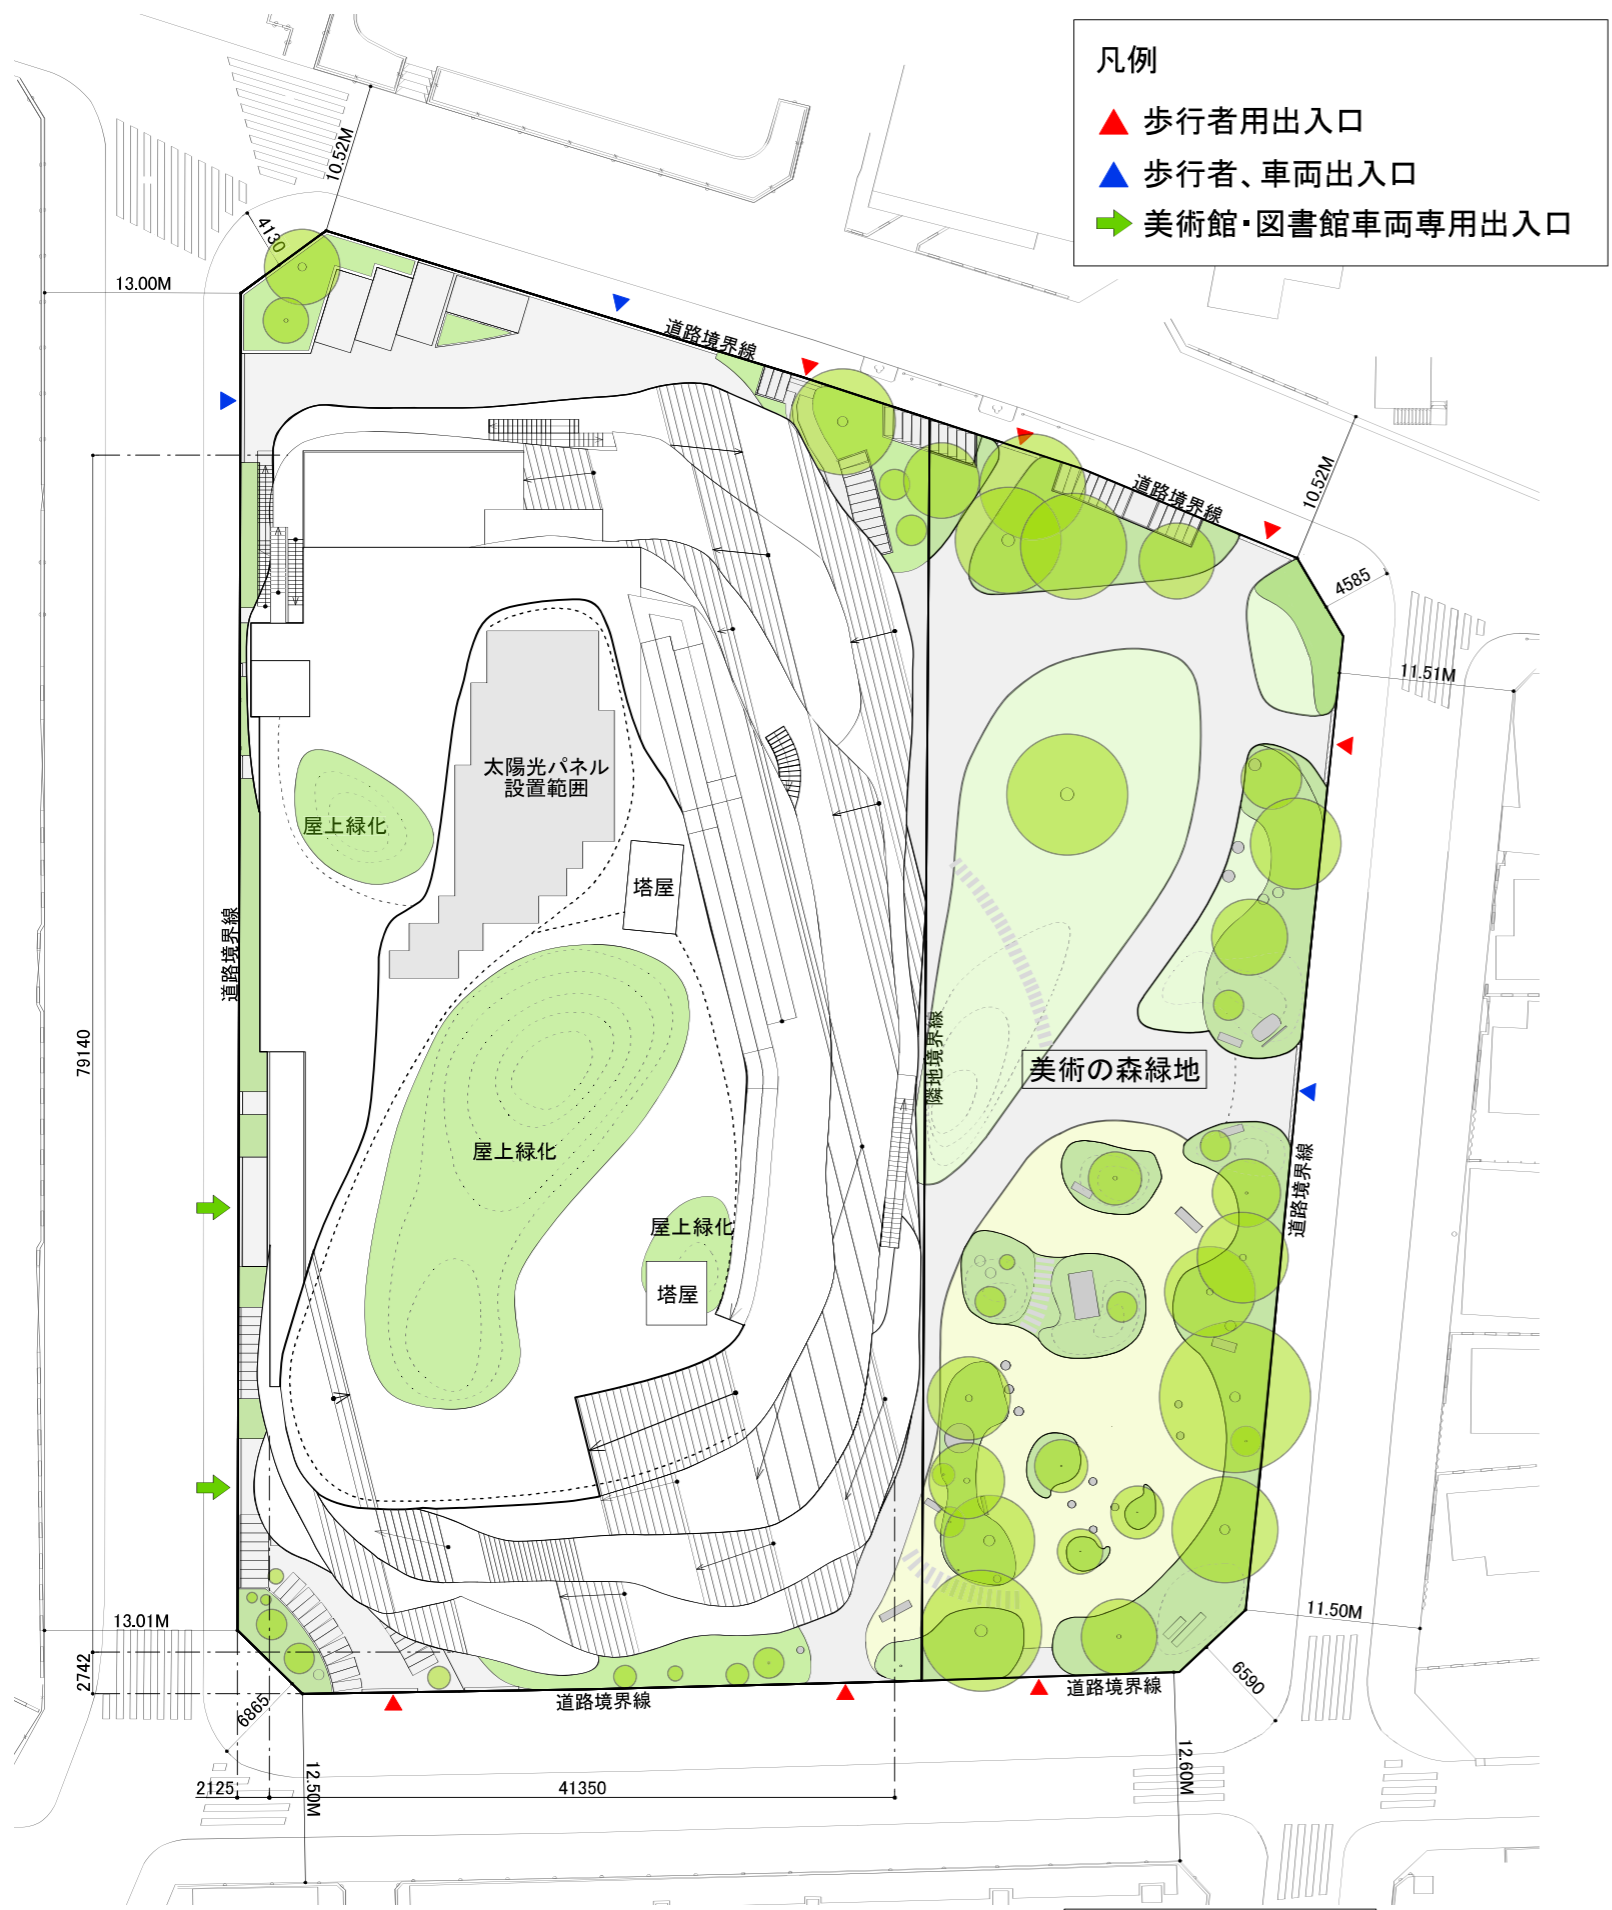 凡例
歩行者用出入口
歩行者、車両出入口
美術館・図書館車両専用出入口
10.52M
4130
13.00M
道路境界線
道路境界線
10.52M
4585
11.51M
太陽光パネル
設置範囲
屋上緑化
塔屋
道路境界線
79140
隣地境界線
美術の森緑地
屋上緑化
道路境界線
屋上緑化
塔屋
13.01M
2742
6865
道路境界線
道路境界線
11.50M
6590
2125
12.50M
41350
12.60M